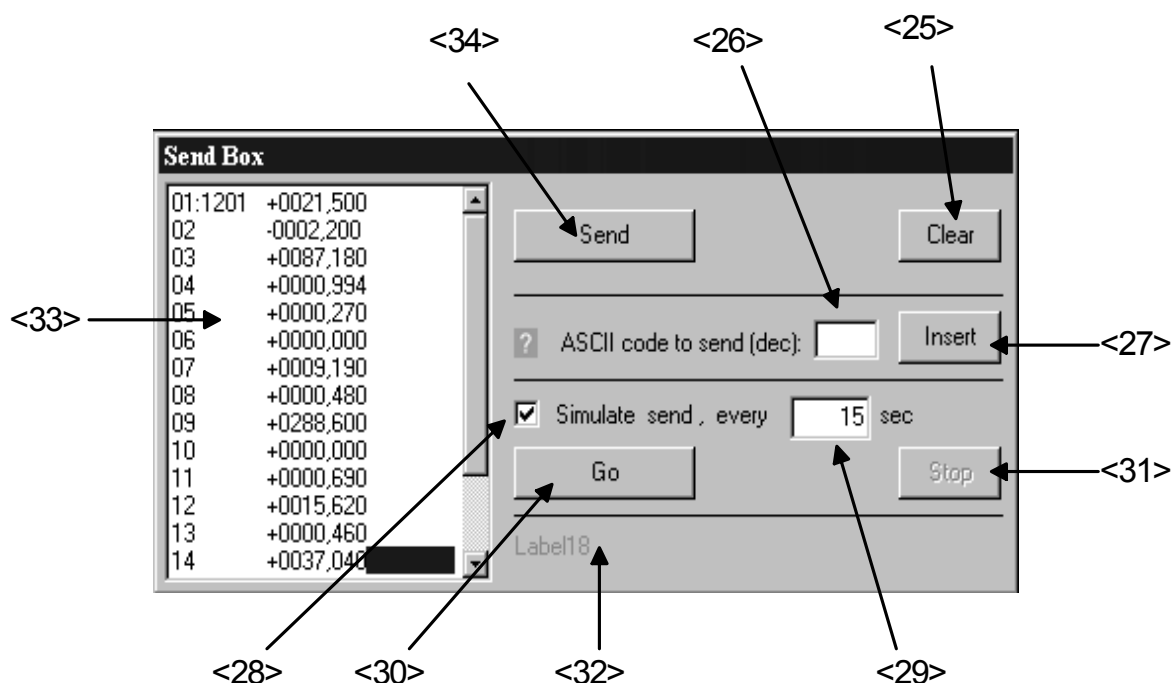 <34> <26> <25>
Send Box
01:1201 +0021,500
02 -0002,200
03 +0087,180
04 +0000,994
05 +0000,270
06 +0000,000
07 +0009,190
08 +0000,480
09 +0288,600
10 +0000,000
11 +0000,690
12 +0015,620
13 +0000,460
14 +0037,040
<33>
Send Clear
? ASCII code to send (dec): Insert
<27>
Simulate send , every 15 sec
Go Stop
<31>
Label18
<28> <30> <32> <29>